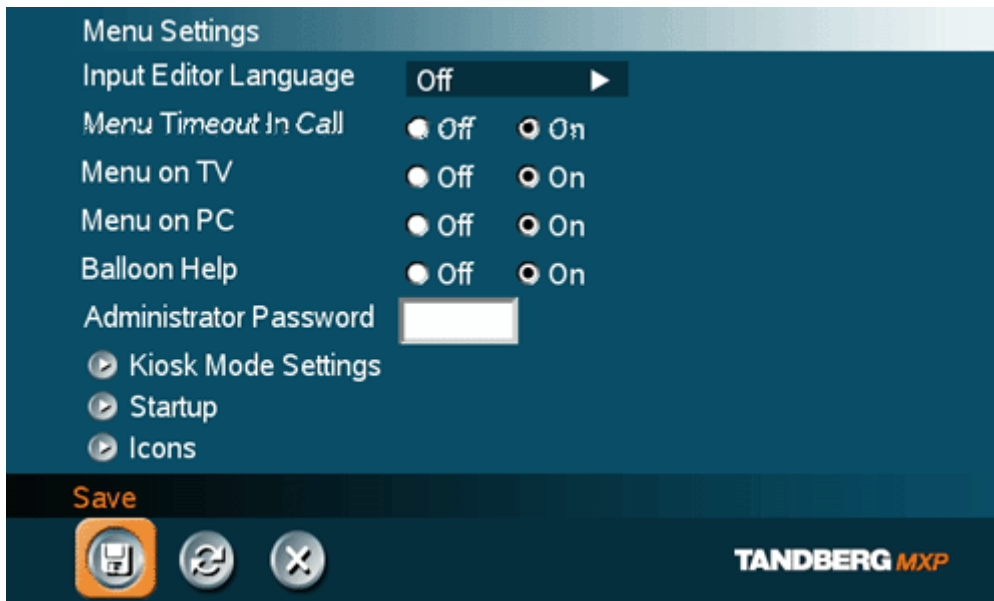 Menu Settings
Input Editor Language Off
Menu Timeout In Call Off On
Menu on TV Off On
Menu on PC Off On
Balloon Help Off On
Administrator Password
Kiosk Mode Settings
Startup
Icons
Save
TANDBERG MXP